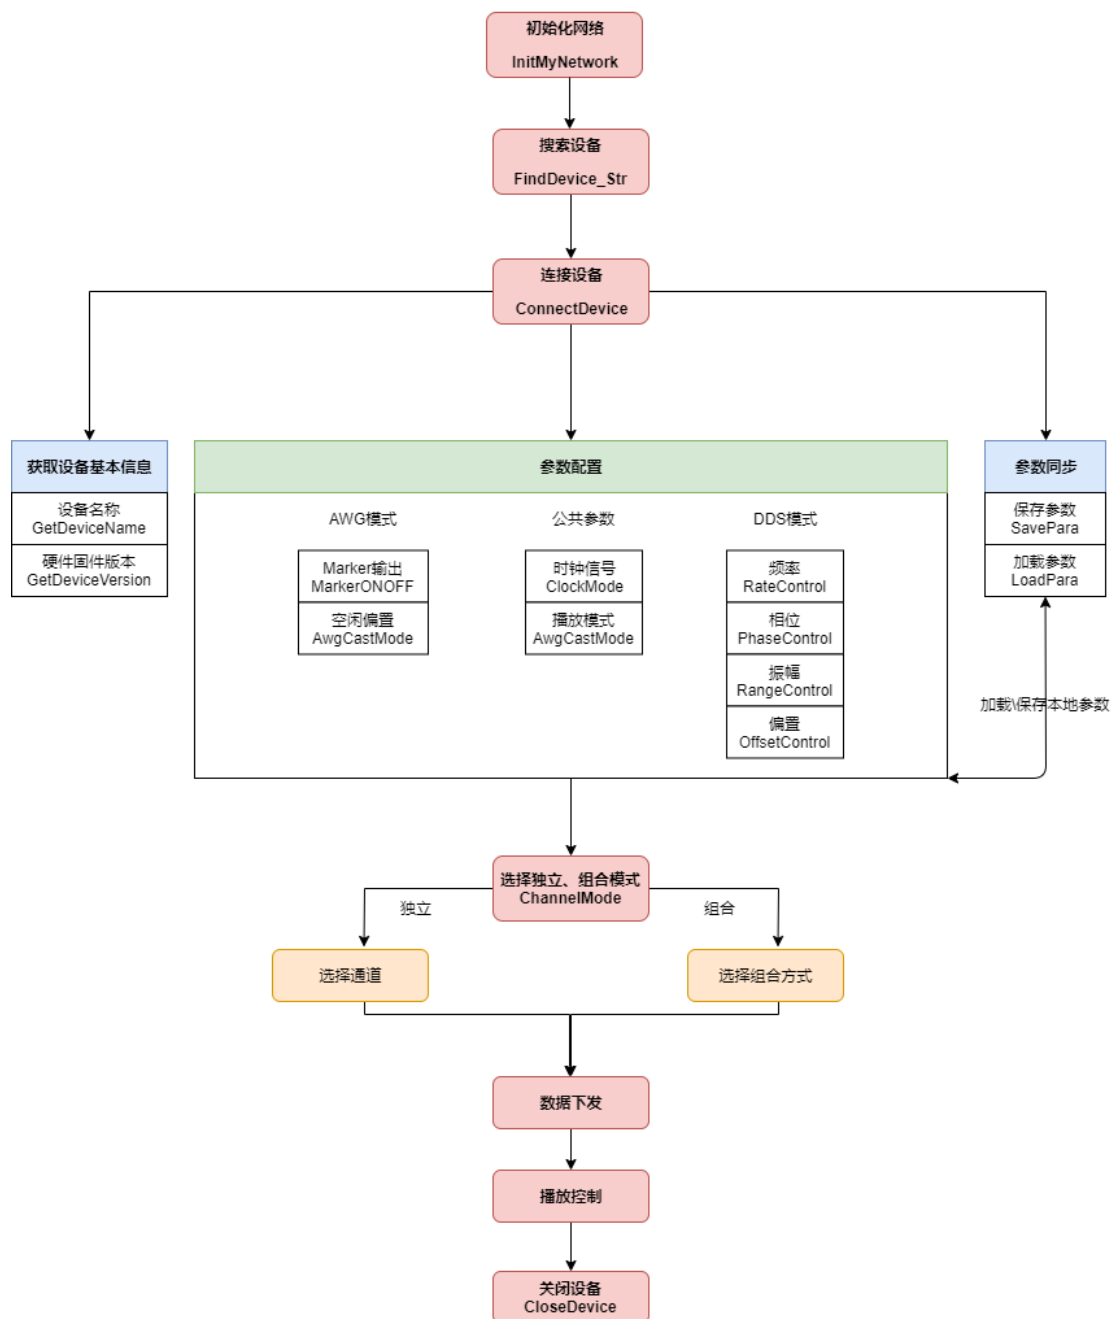 初始化网络
InitMyNetwork
搜索设备
FindDevice_Str
连接设备
ConnectDevice
获取设备基本信息
设备名称
GetDeviceName
硬件固件版本
GetDeviceVersion
参数配置
AWG模式
Marker输出
MarkerONOFF
空闲偏置
AwgCastMode
公共参数
时钟信号
ClockMode
播放模式
AwgCastMode
DDS模式
频率
RateControl
相位
PhaseControl
振幅
RangeControl
偏置
OffsetControl
参数同步
保存参数
SavePara
加载参数
LoadPara
加载\保存本地参数
选择独立、组合模式
ChannelMode
独立
组合
选择通道
选择组合方式
数据下发
播放控制
关闭设备
CloseDevice